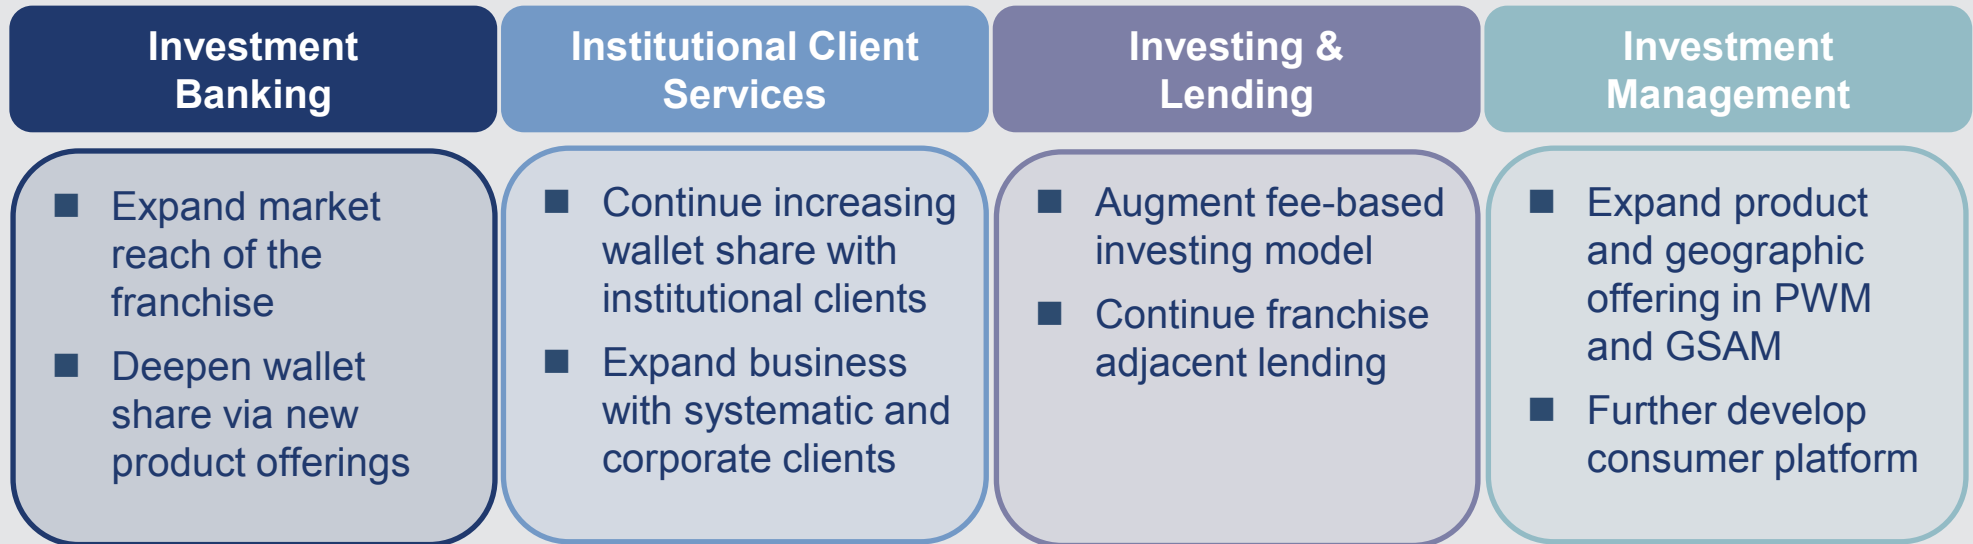 Investment
Banking
Institutional Client
Services
Investing &
Lending
Investment
Management
■ Expand market
reach of the
franchise
■ Deepen wallet
share via new
product offerings
■ Continue increasing
wallet share with
institutional clients
■ Expand business
with systematic and
corporate clients
■ Augment fee-based
investing model
■ Continue franchise
adjacent lending
■ Expand product
and geographic
offering in PWM
and GSAM
■ Further develop
consumer platform